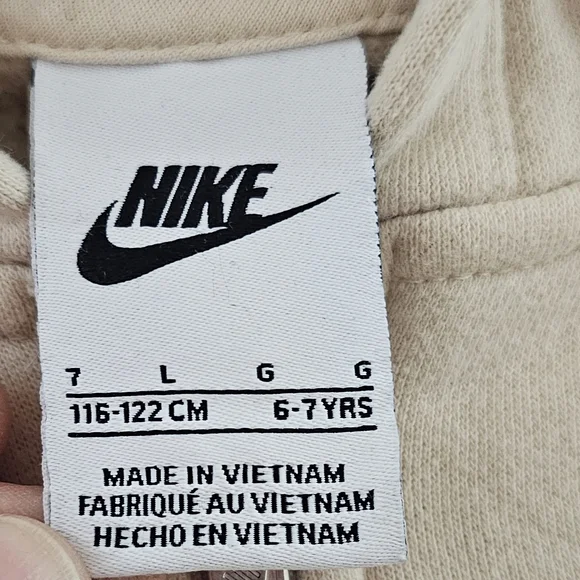 NIKE
7 L G G
116-122 CM 6-7 YRS
MADE IN VIETNAM
FABRIQUÉ AU VIETNAM
HECHO EN VIETNAM